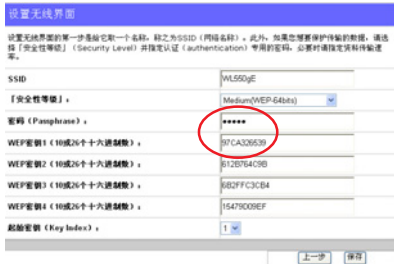 设置无线界面
设置无线界面的第一步是给它取一个名称，称之为SSID（网络名称）。此外，如果您想要保护传输的数据，请选
择「安全性等级」（Security Level）并指定认证（authentication）专用的密码，必要时请指定资料传输速
率。
SSID WL550gE
「安全性等级」： Medium(WEP-64bits)
密码（Passphrase）： •••••
WEP密钥1（10或26个十六进制数）： 97CA326539
WEP密钥2（10或26个十六进制数）： 612B764C9B
WEP密钥3（10或26个十六进制数）： 6B2FFC3CB4
WEP密钥4（10或26个十六进制数）： 15479D09EF
起始密钥（Key Index）： 1
上一步 保存